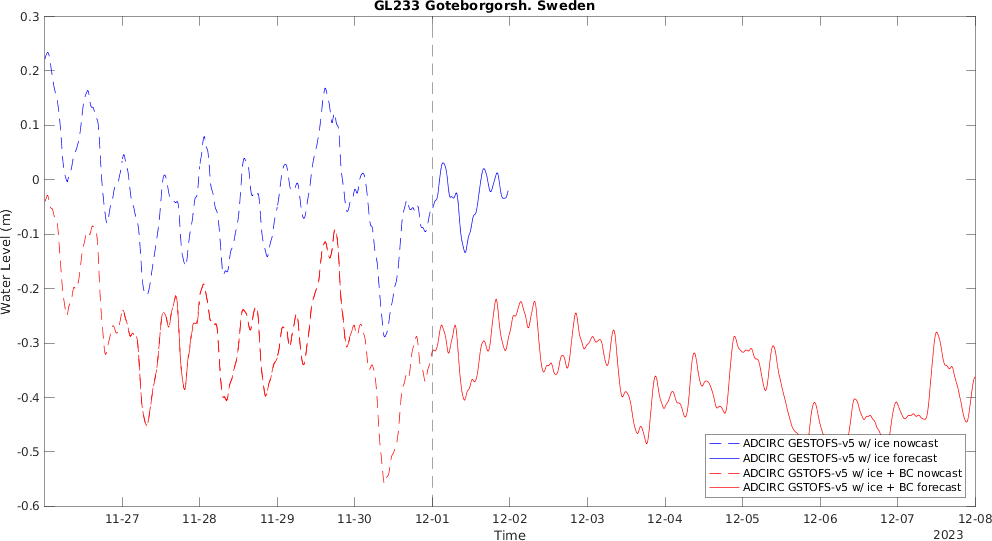 GL233 Goteborgorsh. Sweden
0.3
0.2
0.1
0
-0.1
-0.2
-0.3
-0.4
-0.5
-0.6
Water Level (m)
ADCIRC GESTOFS-v5 w/ ice nowcast
ADCIRC GESTOFS-v5 w/ ice forecast
ADCIRC GSTOFS-v5 w/ ice + BC nowcast
ADCIRC GSTOFS-v5 w/ ice + BC forecast
11-27 11-28 11-29 11-30 12-01 12-02 12-03 12-04 12-05 12-06 12-07 12-08
Time
2023